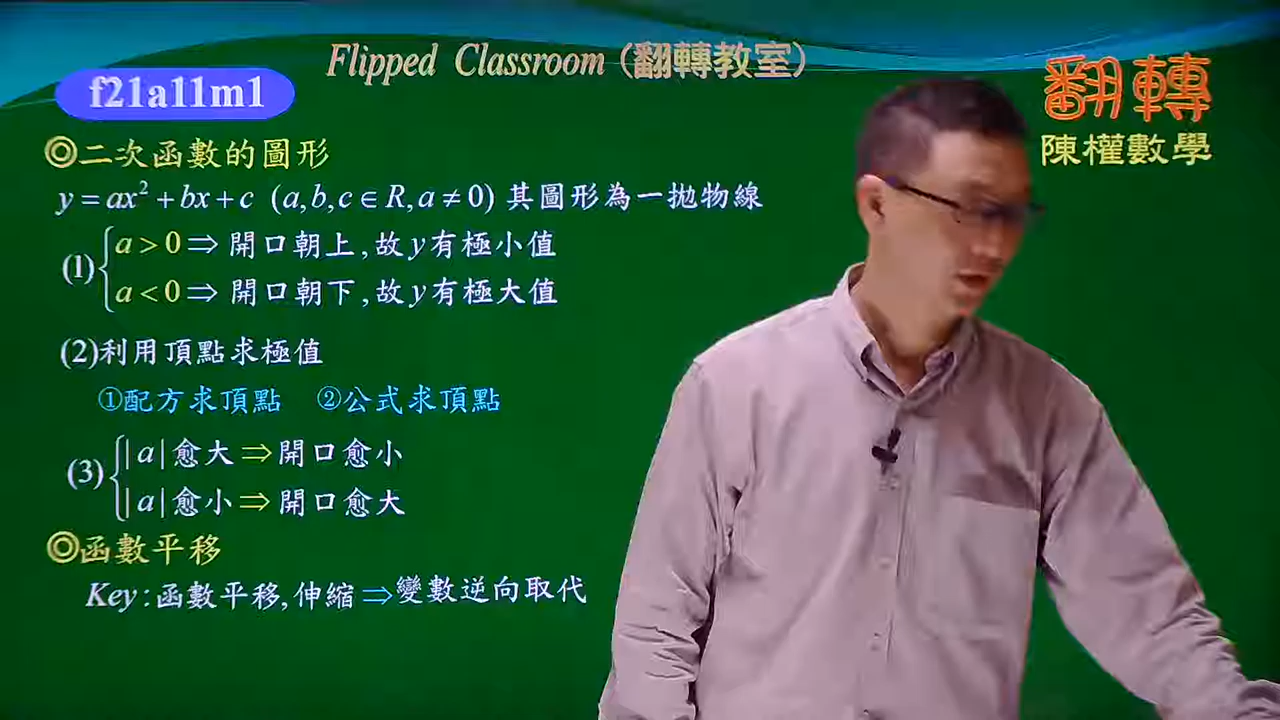 Flipped Classroom (翻轉教室)
f21a11m1
翻轉
陳權數學
◎二次函數的圖形
y = ax² + bx + c (a,b,c ∈ R, a ≠ 0) 其圖形為一拋物線
(1) a > 0 ⇒ 開口朝上,故y有極小值
a < 0 ⇒ 開口朝下,故y有極大值
(2)利用頂點求極值
①配方求頂點 ②公式求頂點
(3) |a|愈大⇒開口愈小
|a|愈小⇒開口愈大
◎函數平移
Key:函數平移,伸縮⇒變數逆向取代